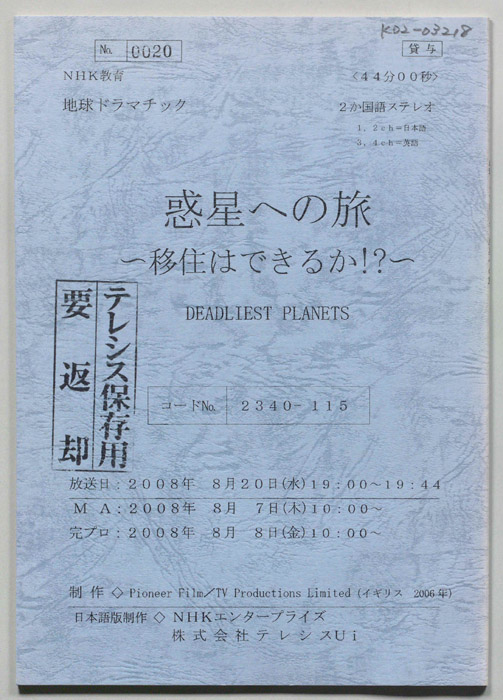 K02-03218
No. 0020
貸与
NHK教育
〈44分00秒〉
地球ドラマチック
2か国語ステレオ
1,2ch=日本語
3,4ch=英語
惑星への旅
〜移住はできるか!?〜
DEADLIEST PLANETS
テレシス保存用
要返却
コードNo. 2340-115
放送日:2008年 8月20日(水)19:00〜19:44
MA:2008年 8月 7日(木)10:00〜
完プロ:2008年 8月 8日(金)10:00〜
制作◇Pioneer Film/TV Productions Limited (イギリス 2006年)
日本語版制作◇NHKエンタープライズ
株式会社テレシスUi